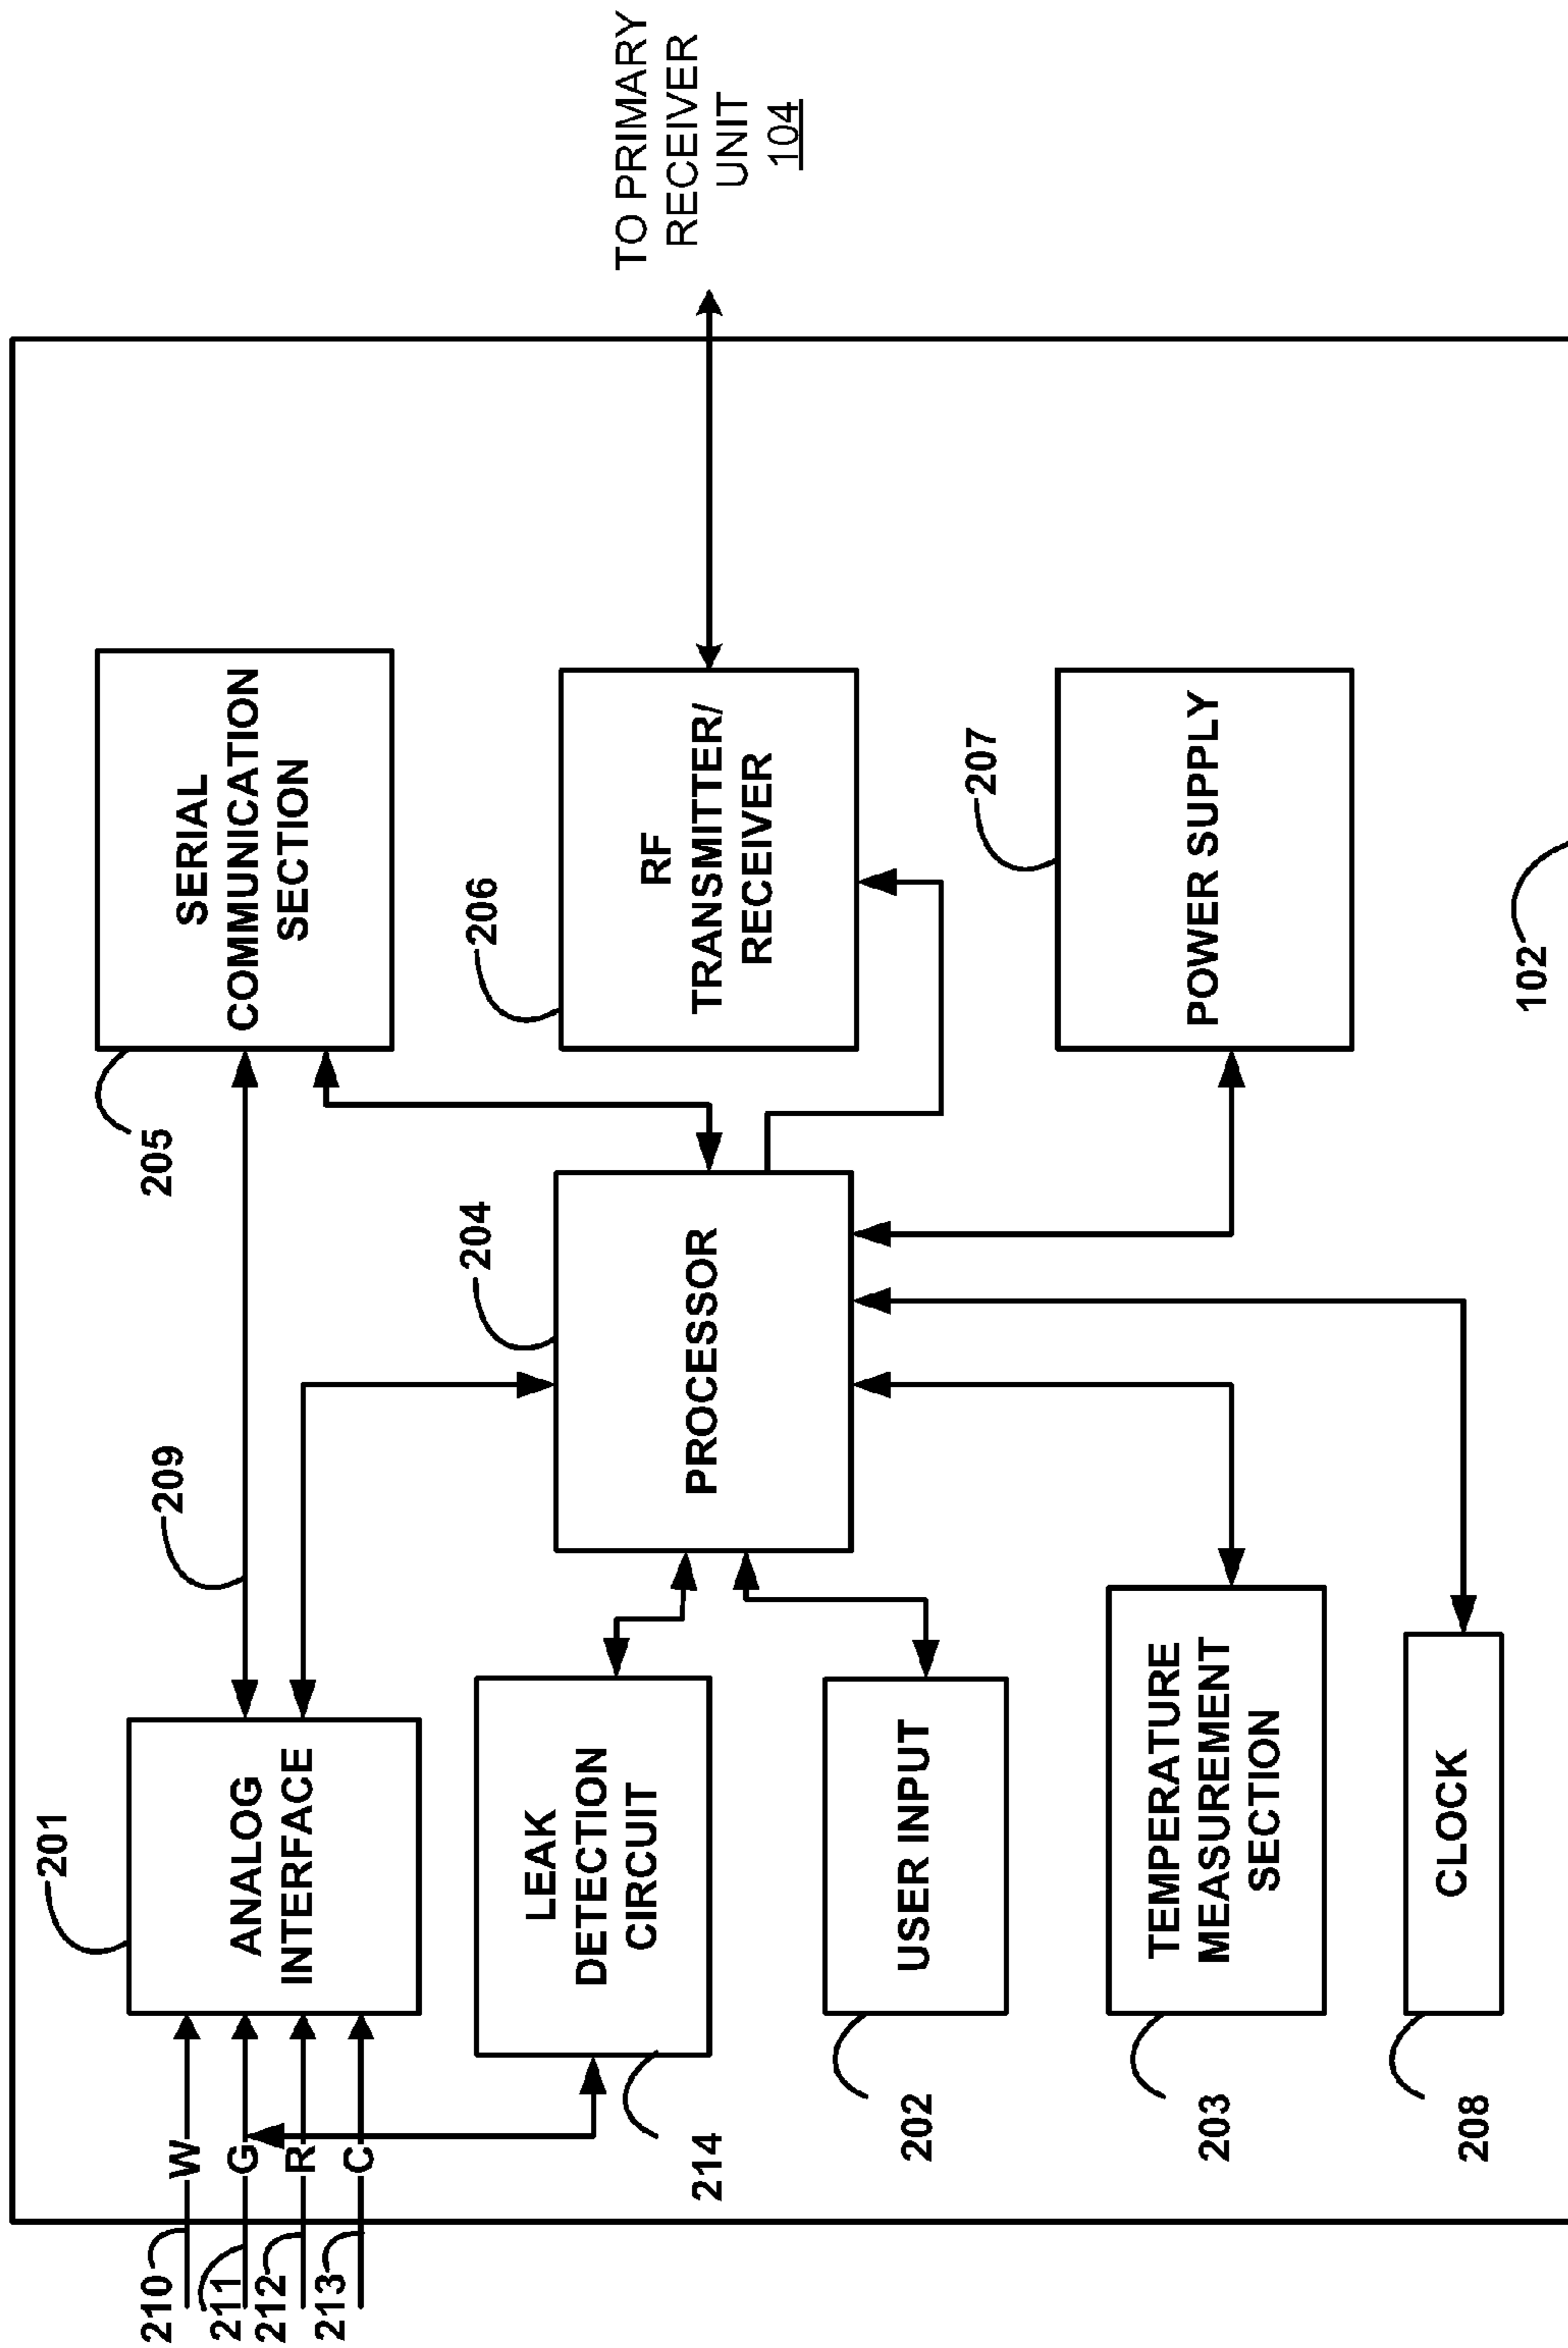 210
W
211
G
212
R
213
C
201
ANALOG
INTERFACE
209
205
SERIAL
COMMUNICATION
SECTION
214
LEAK
DETECTION
CIRCUIT
204
PROCESSOR
206
RF
TRANSMITTER/
RECEIVER
TO PRIMARY
RECEIVER
UNIT
104
202
USER INPUT
203
TEMPERATURE
MEASUREMENT
SECTION
207
POWER SUPPLY
208
CLOCK
102